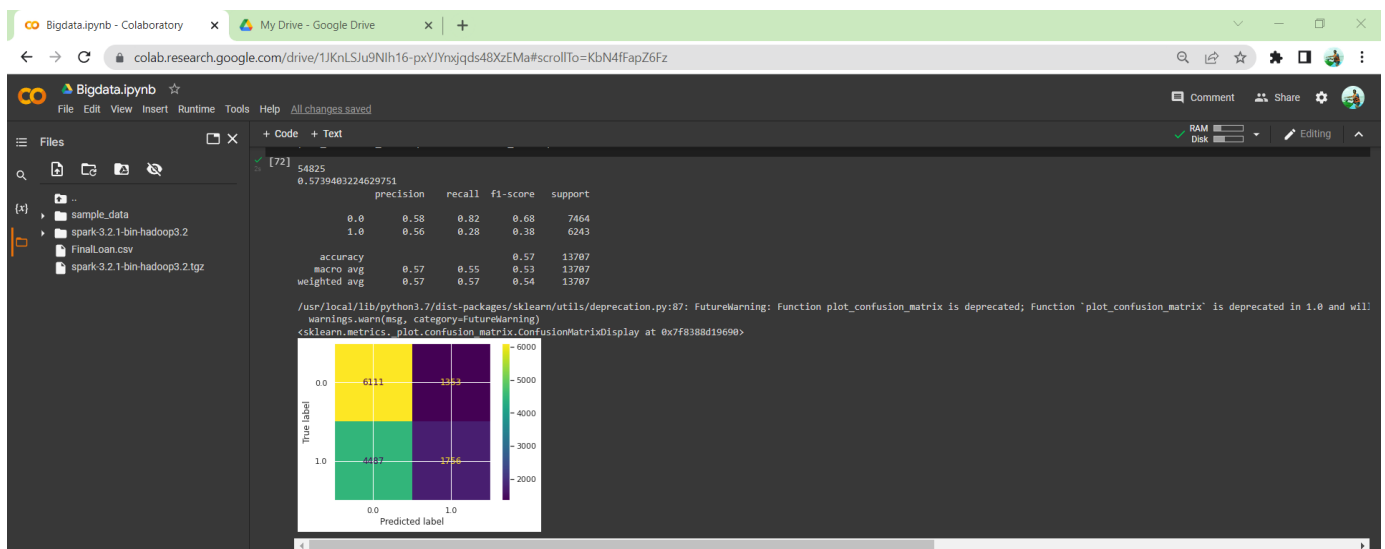 Bigdata.ipynb - Colaboratory
My Drive - Google Drive
colab.research.google.com/drive/1JKnLSJu9NIh16-pxYJYnxjqds48XzEMa#scrollTo=KbN4fFapZ6Fz
Bigdata.ipynb
File Edit View Insert Runtime Tools Help All changes saved
Comment Share
Files
+ Code + Text
RAM
Disk
Editing
..
sample_data
spark-3.2.1-bin-hadoop3.2
FinalLoan.csv
spark-3.2.1-bin-hadoop3.2.tgz
{x}
[72]
2s
54825
0.5739403224629751
precision recall f1-score support
0.0 0.58 0.82 0.68 7464
1.0 0.56 0.28 0.38 6243
accuracy 0.57 13707
macro avg 0.57 0.55 0.53 13707
weighted avg 0.57 0.57 0.54 13707
/usr/local/lib/python3.7/dist-packages/sklearn/utils/deprecation.py:87: FutureWarning: Function plot_confusion_matrix is deprecated; Function `plot_confusion_matrix` is deprecated in 1.0 and wil
warnings.warn(msg, category=FutureWarning)
<sklearn.metrics._plot.confusion_matrix.ConfusionMatrixDisplay at 0x7f8388d19690>
True label
0.0
6111 1353
1.0
4487 1756
0.0 1.0
Predicted label
6000
5000
4000
3000
2000